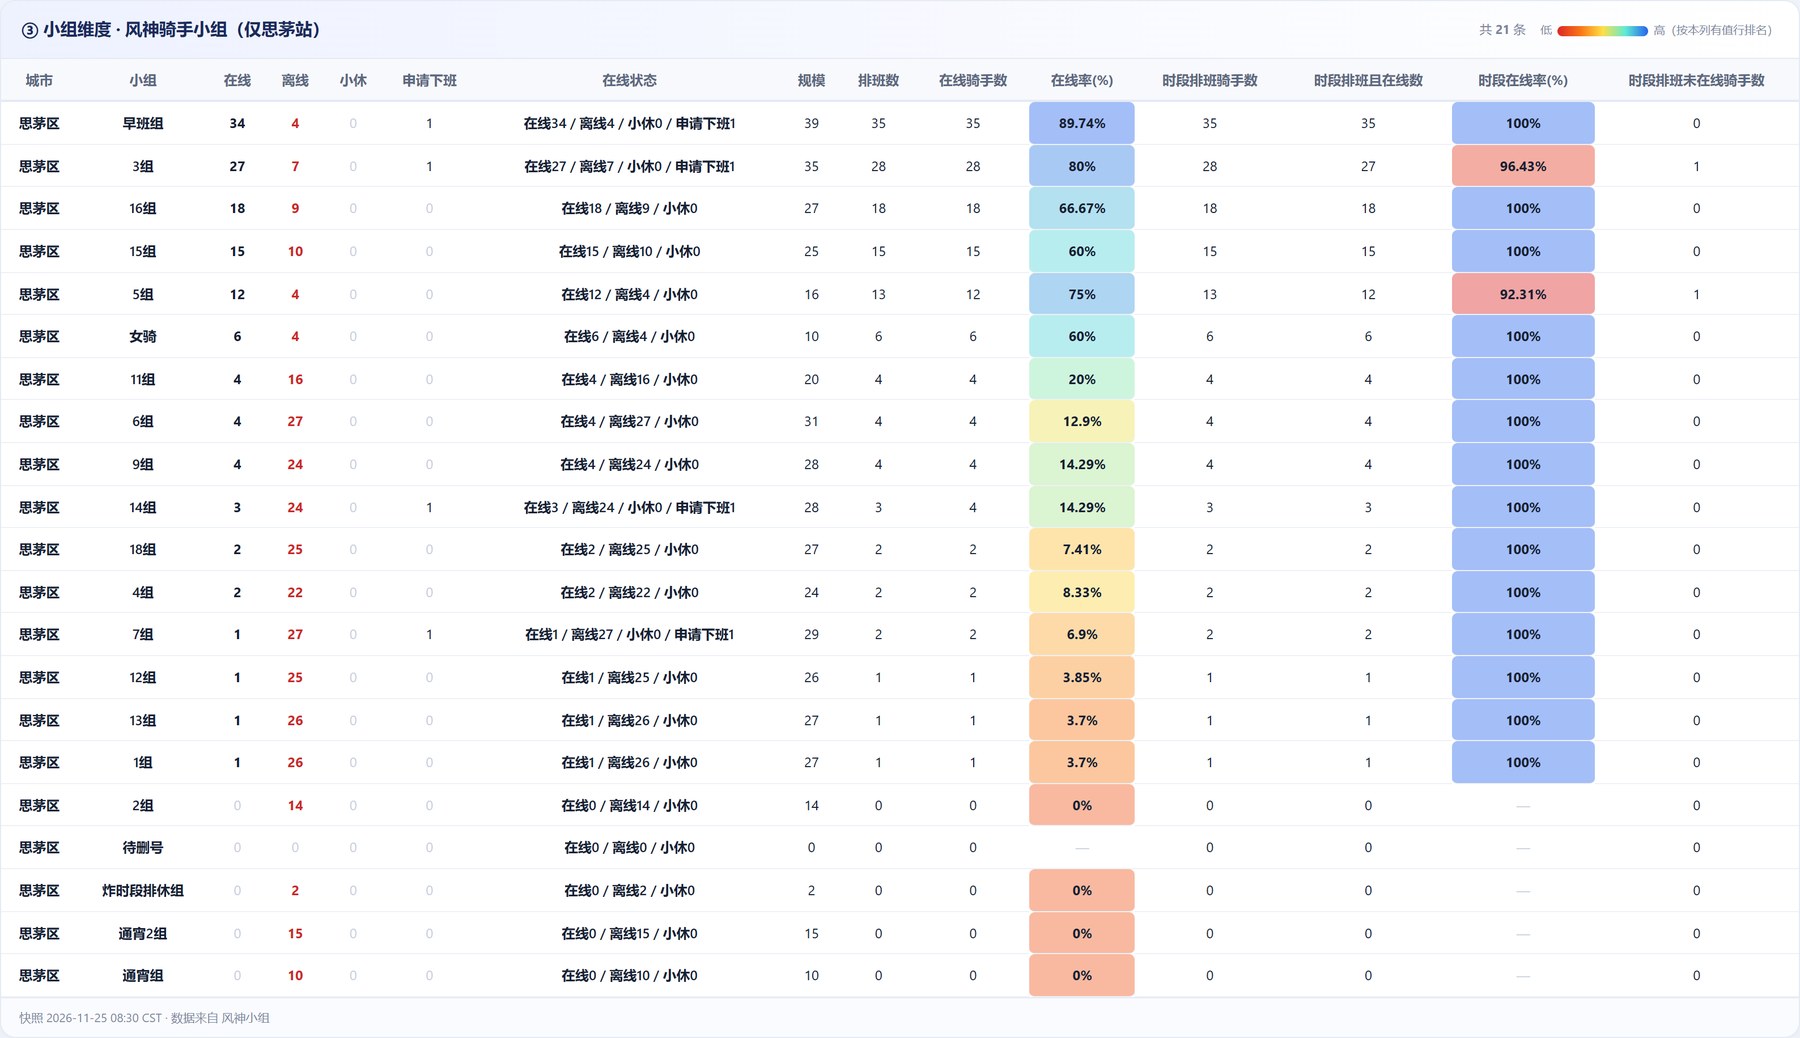 ③ 小组维度 · 风神骑手小组（仅思茅站）
共 21 条 低 高 (按本列有值行排名)
城市 小组 在线 离线 小休 申请下班 在线状态 规模 排班数 在线骑手数 在线率(%) 时段排班骑手数 时段排班且在线数 时段在线率(%) 时段排班未在线骑手数
思茅区 早班组 34 4 0 1 在线34 / 离线4 / 小休0 / 申请下班1 39 35 35 89.74% 35 35 100% 0
思茅区 3组 27 7 0 1 在线27 / 离线7 / 小休0 / 申请下班1 35 28 28 80% 28 27 96.43% 1
思茅区 16组 18 9 0 0 在线18 / 离线9 / 小休0 27 18 18 66.67% 18 18 100% 0
思茅区 15组 15 10 0 0 在线15 / 离线10 / 小休0 25 15 15 60% 15 15 100% 0
思茅区 5组 12 4 0 0 在线12 / 离线4 / 小休0 16 13 12 75% 13 12 92.31% 1
思茅区 女骑 6 4 0 0 在线6 / 离线4 / 小休0 10 6 6 60% 6 6 100% 0
思茅区 11组 4 16 0 0 在线4 / 离线16 / 小休0 20 4 4 20% 4 4 100% 0
思茅区 6组 4 27 0 0 在线4 / 离线27 / 小休0 31 4 4 12.9% 4 4 100% 0
思茅区 9组 4 24 0 0 在线4 / 离线24 / 小休0 28 4 4 14.29% 4 4 100% 0
思茅区 14组 3 24 0 1 在线3 / 离线24 / 小休0 / 申请下班1 28 3 4 14.29% 3 3 100% 0
思茅区 18组 2 25 0 0 在线2 / 离线25 / 小休0 27 2 2 7.41% 2 2 100% 0
思茅区 4组 2 22 0 0 在线2 / 离线22 / 小休0 24 2 2 8.33% 2 2 100% 0
思茅区 7组 1 27 0 1 在线1 / 离线27 / 小休0 / 申请下班1 29 2 2 6.9% 2 2 100% 0
思茅区 12组 1 25 0 0 在线1 / 离线25 / 小休0 26 1 1 3.85% 1 1 100% 0
思茅区 13组 1 26 0 0 在线1 / 离线26 / 小休0 27 1 1 3.7% 1 1 100% 0
思茅区 1组 1 26 0 0 在线1 / 离线26 / 小休0 27 1 1 3.7% 1 1 100% 0
思茅区 2组 0 14 0 0 在线0 / 离线14 / 小休0 14 0 0 0% 0 0 — 0
思茅区 待删号 0 0 0 0 在线0 / 离线0 / 小休0 0 0 0 — 0 0 — 0
思茅区 炸时段排休组 0 2 0 0 在线0 / 离线2 / 小休0 2 0 0 0% 0 0 — 0
思茅区 通宵2组 0 15 0 0 在线0 / 离线15 / 小休0 15 0 0 0% 0 0 — 0
思茅区 通宵组 0 10 0 0 在线0 / 离线10 / 小休0 10 0 0 0% 0 0 — 0
快照 2026-11-25 08:30 CST · 数据来自 风神小组